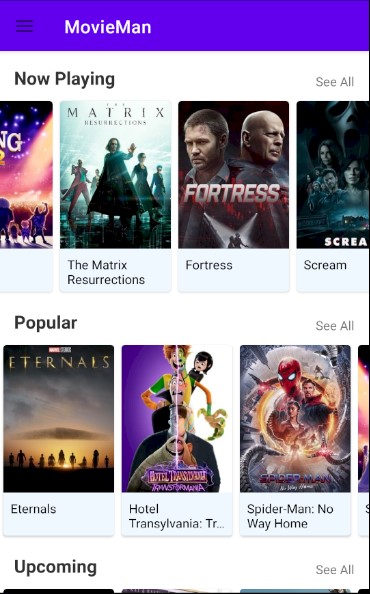 MovieMan
Now Playing
See All
NG
2
THE
MATRIX
RESURRECTIONS
FORTRESS
SCREA
The Matrix
Resurrections
Fortress
Scream
Popular
See All
MARVEL STUDIOS
ETERNALS
HOTEL TRANSYLVANIA
TRANSFORMANIA
SPIDER-MAN
NO WAY HOME
Eternals
Hotel
Transylvania: Tr...
Spider-Man: No
Way Home
S
Upcoming
See All